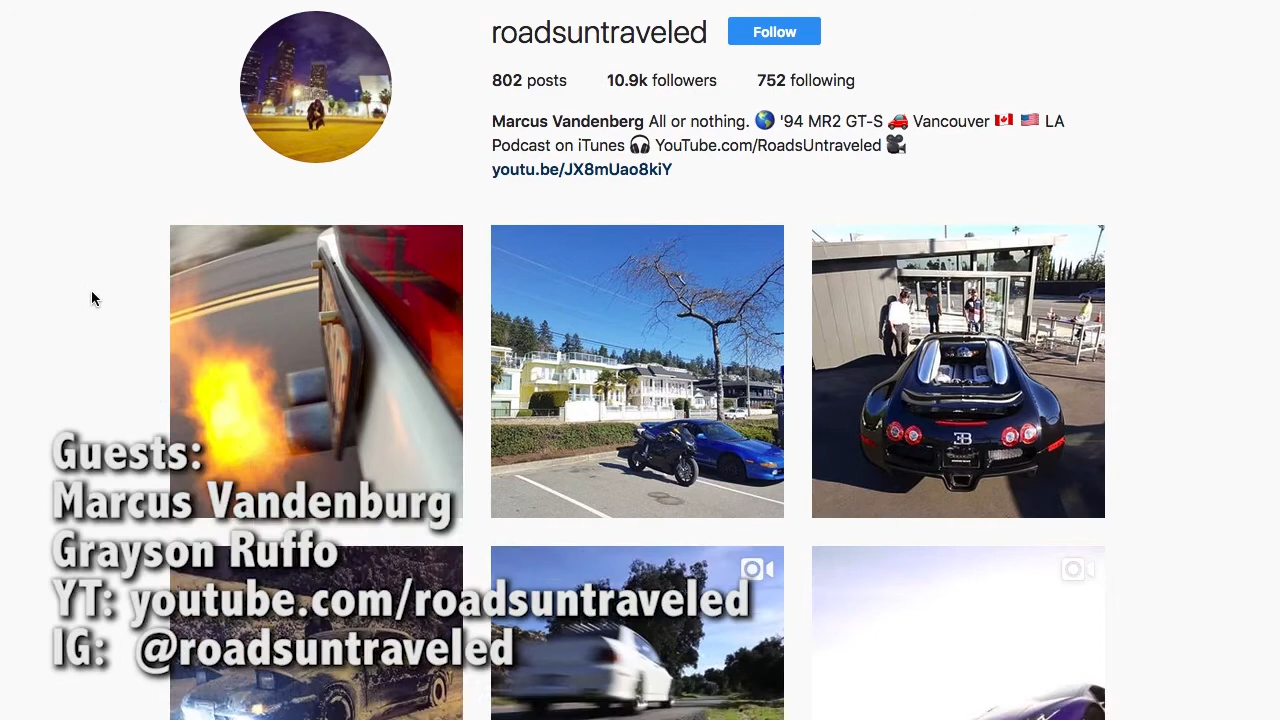 roadsuntraveled Follow
802 posts 10.9k followers 752 following
Marcus Vandenberg All or nothing. 🌎 '94 MR2 GT-S 🚗 Vancouver 🇨🇦 🇺🇸 LA
Podcast on iTunes 🎧 YouTube.com/RoadsUntraveled 🎥
youtu.be/JX8mUao8kiY
Guests:
Marcus Vandenburg
Grayson Ruffo
YT: youtube.com/roadsuntraveled
IG: @roadsuntraveled